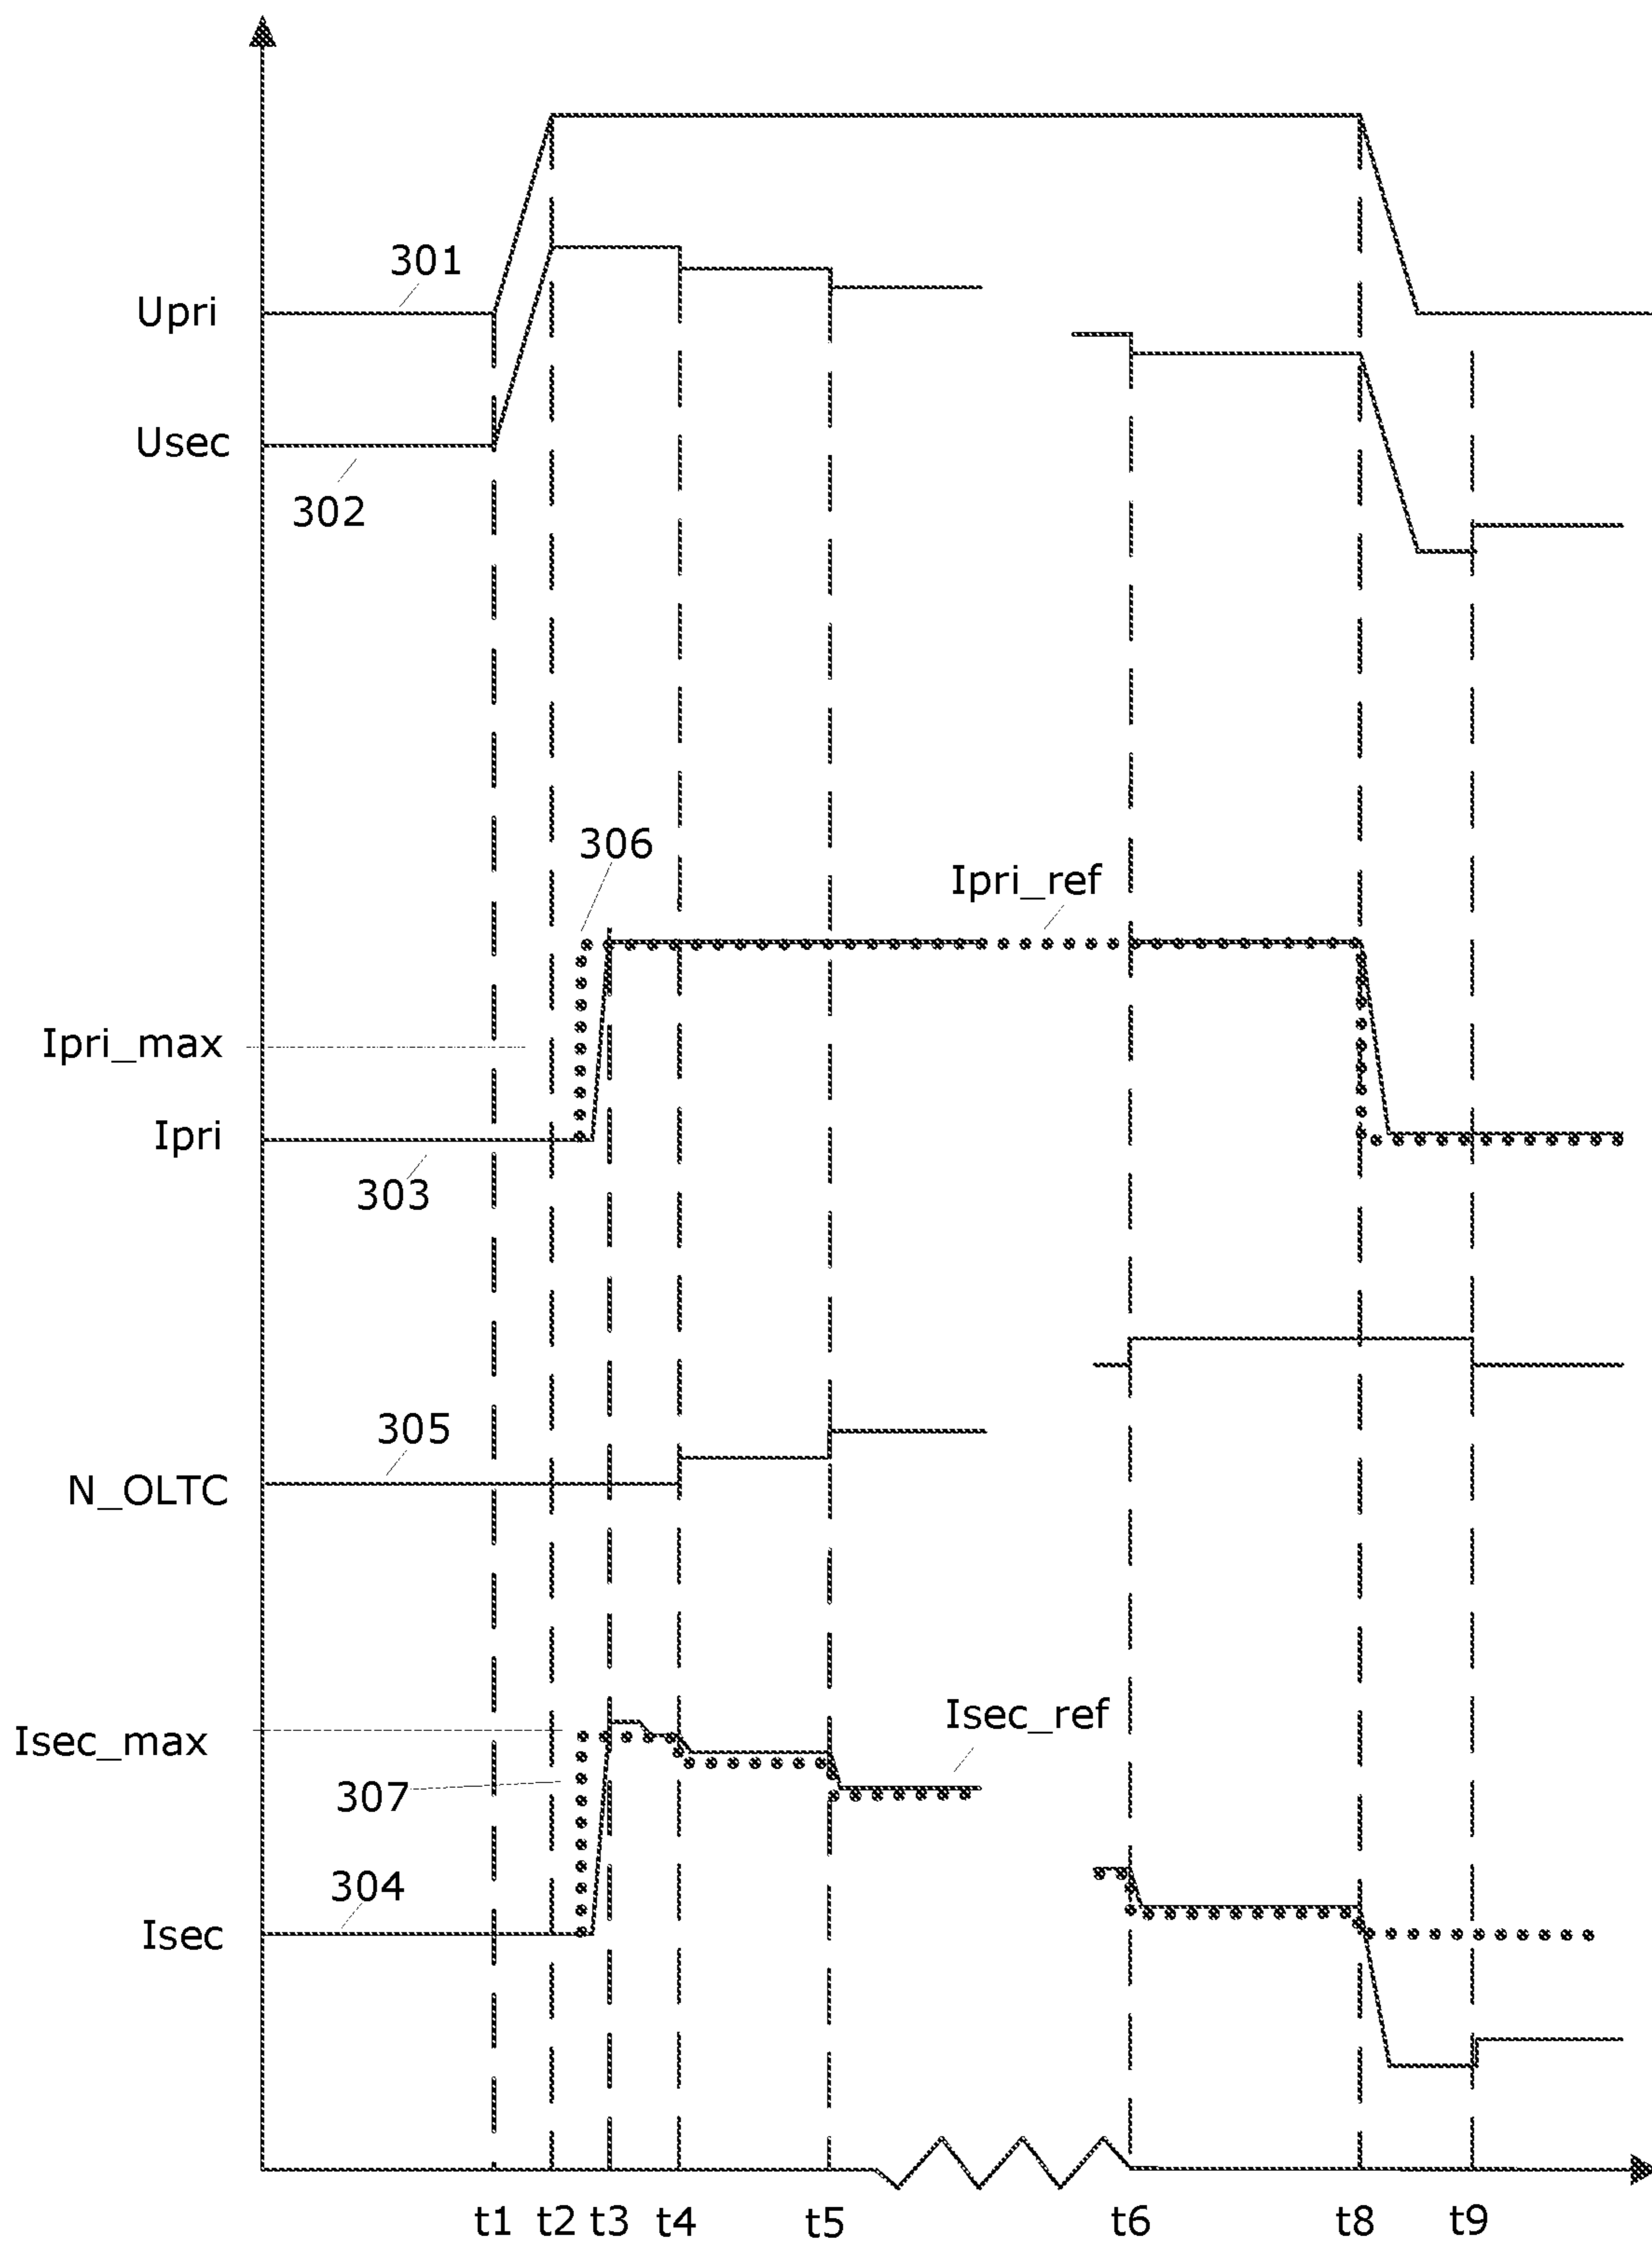 301
Upri
Usec
302
306
Ipri_ref
Ipri_max
Ipri
303
305
N_OLTC
Isec_ref
Isec_max
307
304
Isec
t1 t2 t3 t4 t5 t6 t8 t9